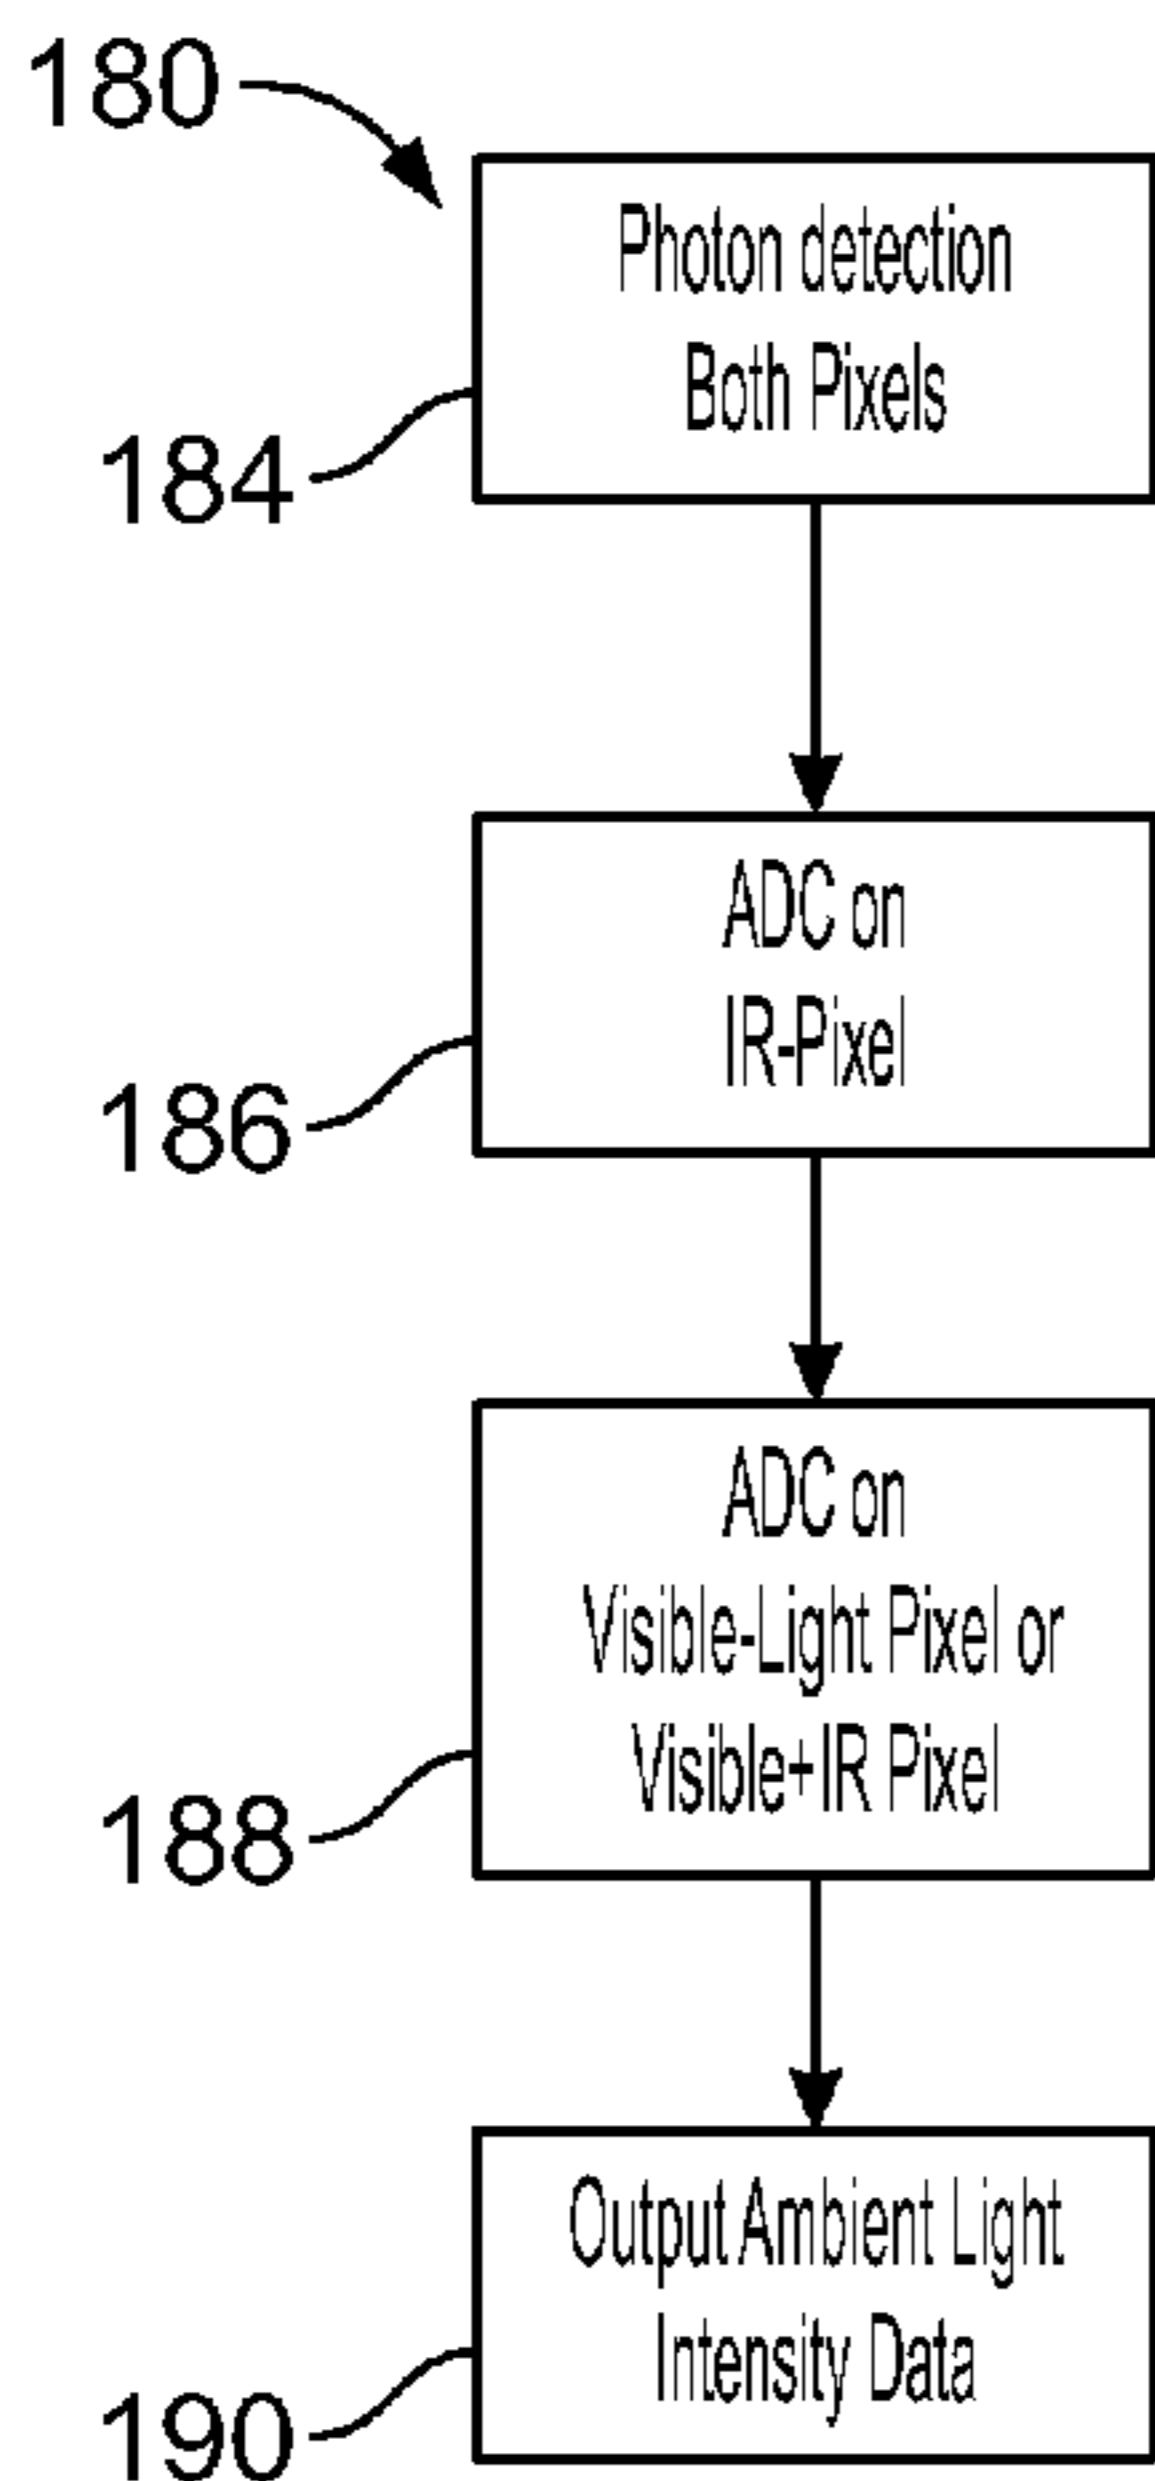 180
Photon detection
Both Pixels
184
ADC on
IR-Pixel
186
ADC on
Visible-Light Pixel or
Visible+IR Pixel
188
Output Ambient Light
Intensity Data
190